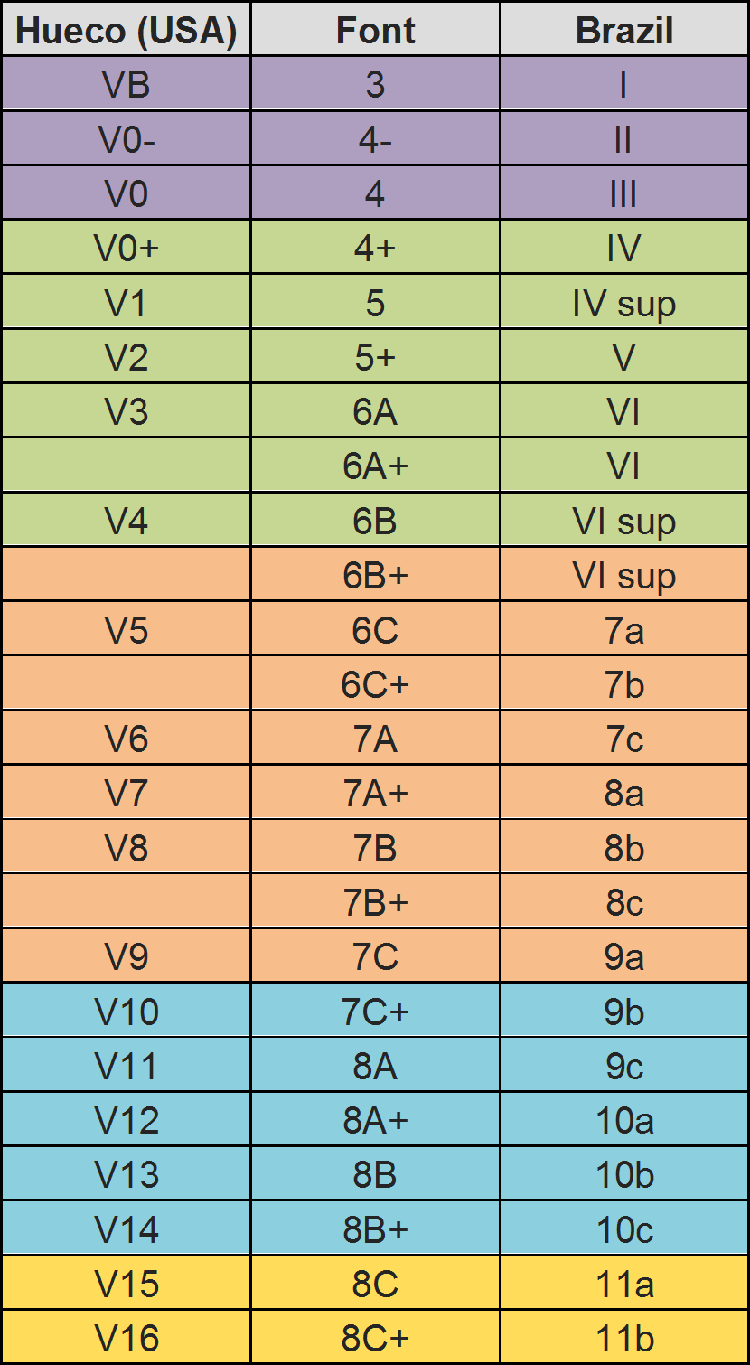 Hueco (USA) Font Brazil
VB 3 I
V0- 4- II
V0 4 III
V0+ 4+ IV
V1 5 IV sup
V2 5+ V
V3 6A VI
6A+ VI
V4 6B VI sup
6B+ VI sup
V5 6C 7a
6C+ 7b
V6 7A 7c
V7 7A+ 8a
V8 7B 8b
7B+ 8c
V9 7C 9a
V10 7C+ 9b
V11 8A 9c
V12 8A+ 10a
V13 8B 10b
V14 8B+ 10c
V15 8C 11a
V16 8C+ 11b